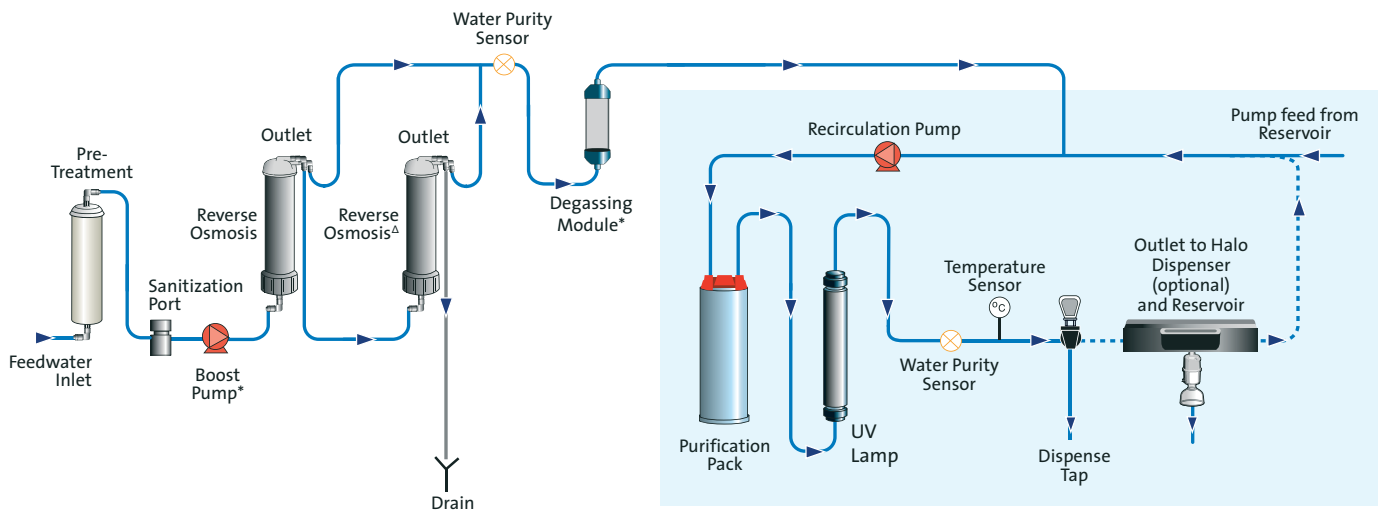 Water Purity
Sensor
Outlet
Outlet
Pre-
Treatment
Reverse
Osmosis
Reverse
Osmosis∆
Degassing
Module*
Sanitization
Port
Feedwater
Inlet
Boost
Pump*
Drain
Recirculation Pump
Pump feed from
Reservoir
Temperature
Sensor
°C
Outlet to Halo
Dispenser
(optional)
and Reservoir
Water Purity
Sensor
Purification
Pack
UV
Lamp
Dispense
Tap